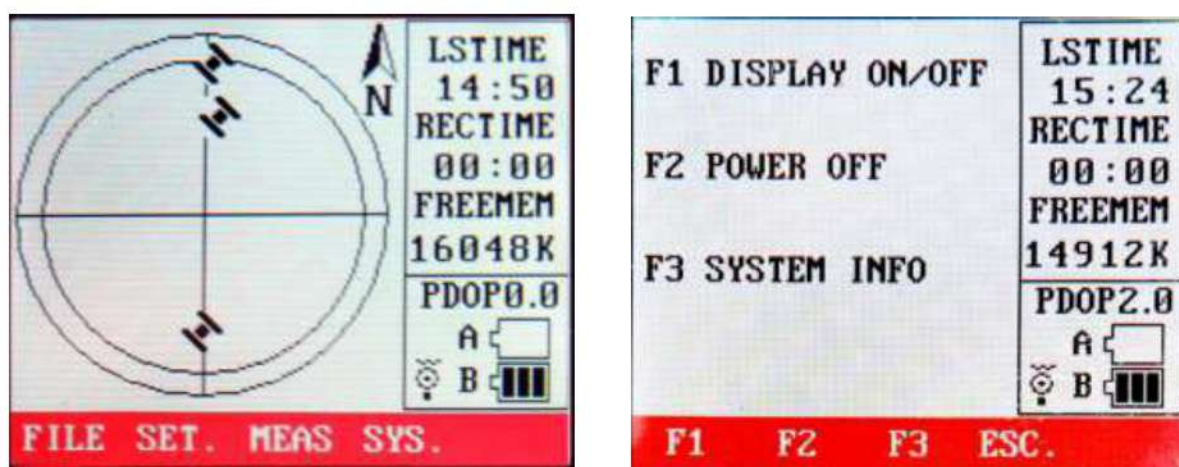 N
LSTIME
14:50
RECTIME
00:00
FREEMEM
16048K
PDOP0.0
A
B
FILE SET. MEAS SYS.
F1 DISPLAY ON/OFF
F2 POWER OFF
F3 SYSTEM INFO
LSTIME
15:24
RECTIME
00:00
FREEMEM
14912K
PDOP2.0
A
B
F1 F2 F3 ESC.